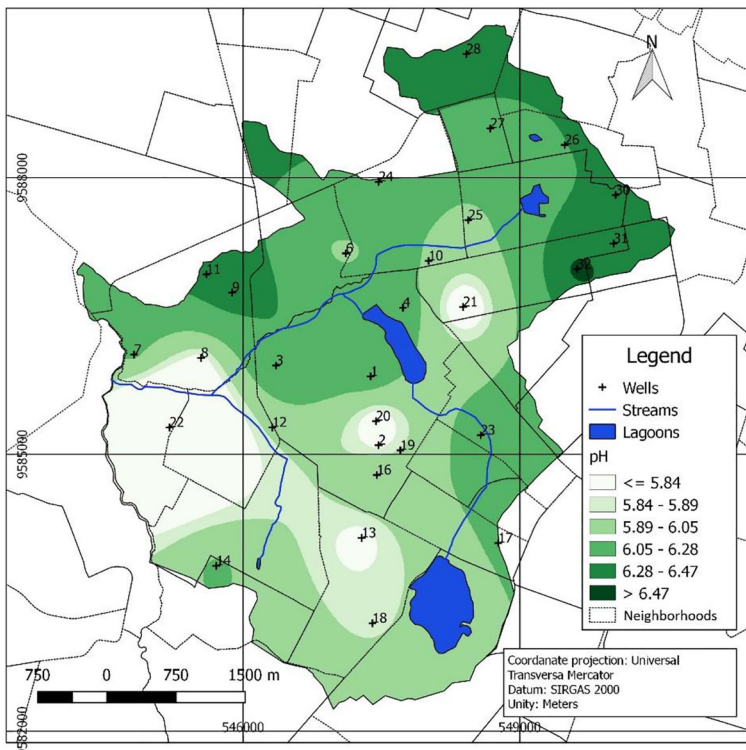 28
N
27
26
9588000
24
30
25
31
6
10
32
11
9
21
4
7
8
3
1
Legend
Wells
Streams
Lagoons
pH
<= 5.84
5.84 - 5.89
5.89 - 6.05
6.05 - 6.28
6.28 - 6.47
> 6.47
Neighborhoods
20
22
12
23
2
19
9585000
16
13
17
14
18
750 0 750 1500 m
Coordanate projection: Universal
Transversa Mercator
Datum: SIRGAS 2000
Unity: Meters
9582000
546000
549000